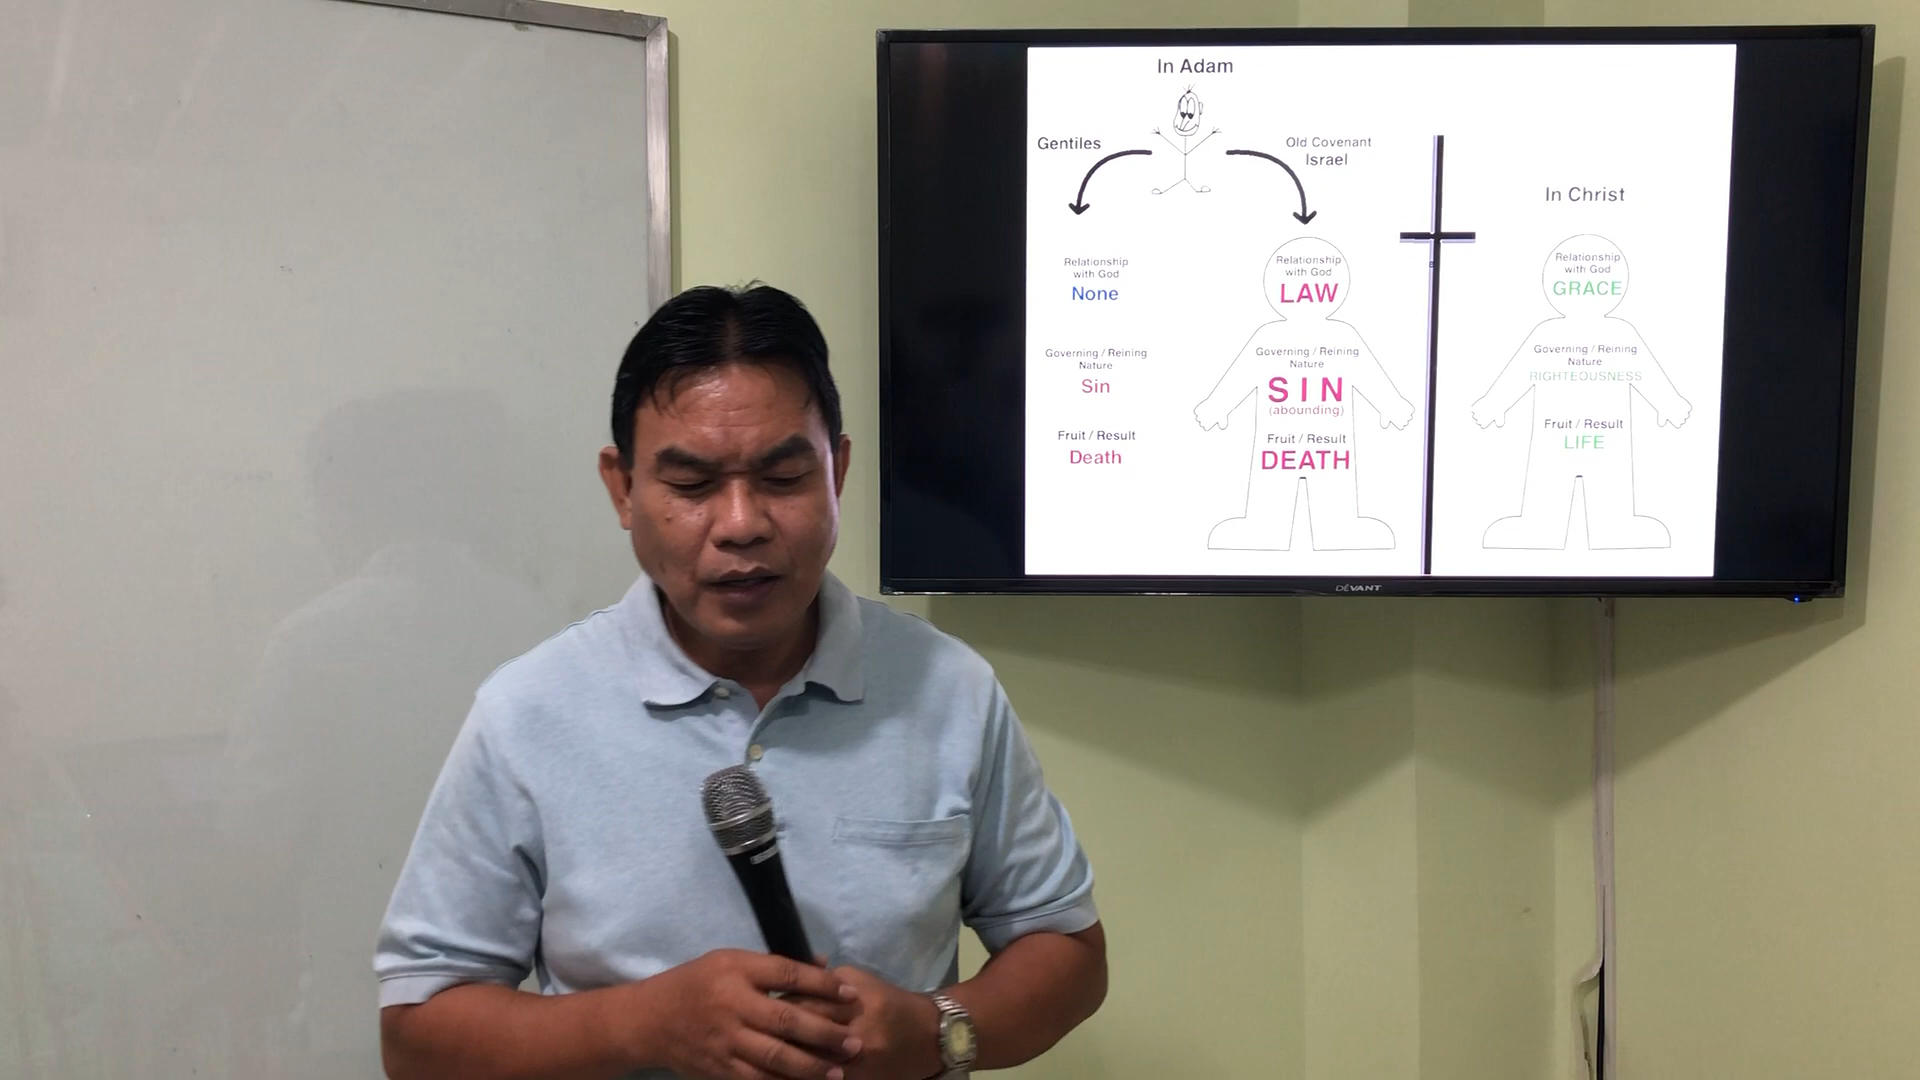 In Adam
Gentiles
Old Covenant
Israel
Relationship
with God
None
Governing / Reining
Nature
Sin
Fruit / Result
Death
Relationship
with God
LAW
Governing / Reining
Nature
SIN
(abounding)
Fruit / Result
DEATH
In Christ
Relationship
with God
GRACE
Governing / Reining
Nature
RIGHTEOUSNESS
Fruit / Result
LIFE
DEVANT